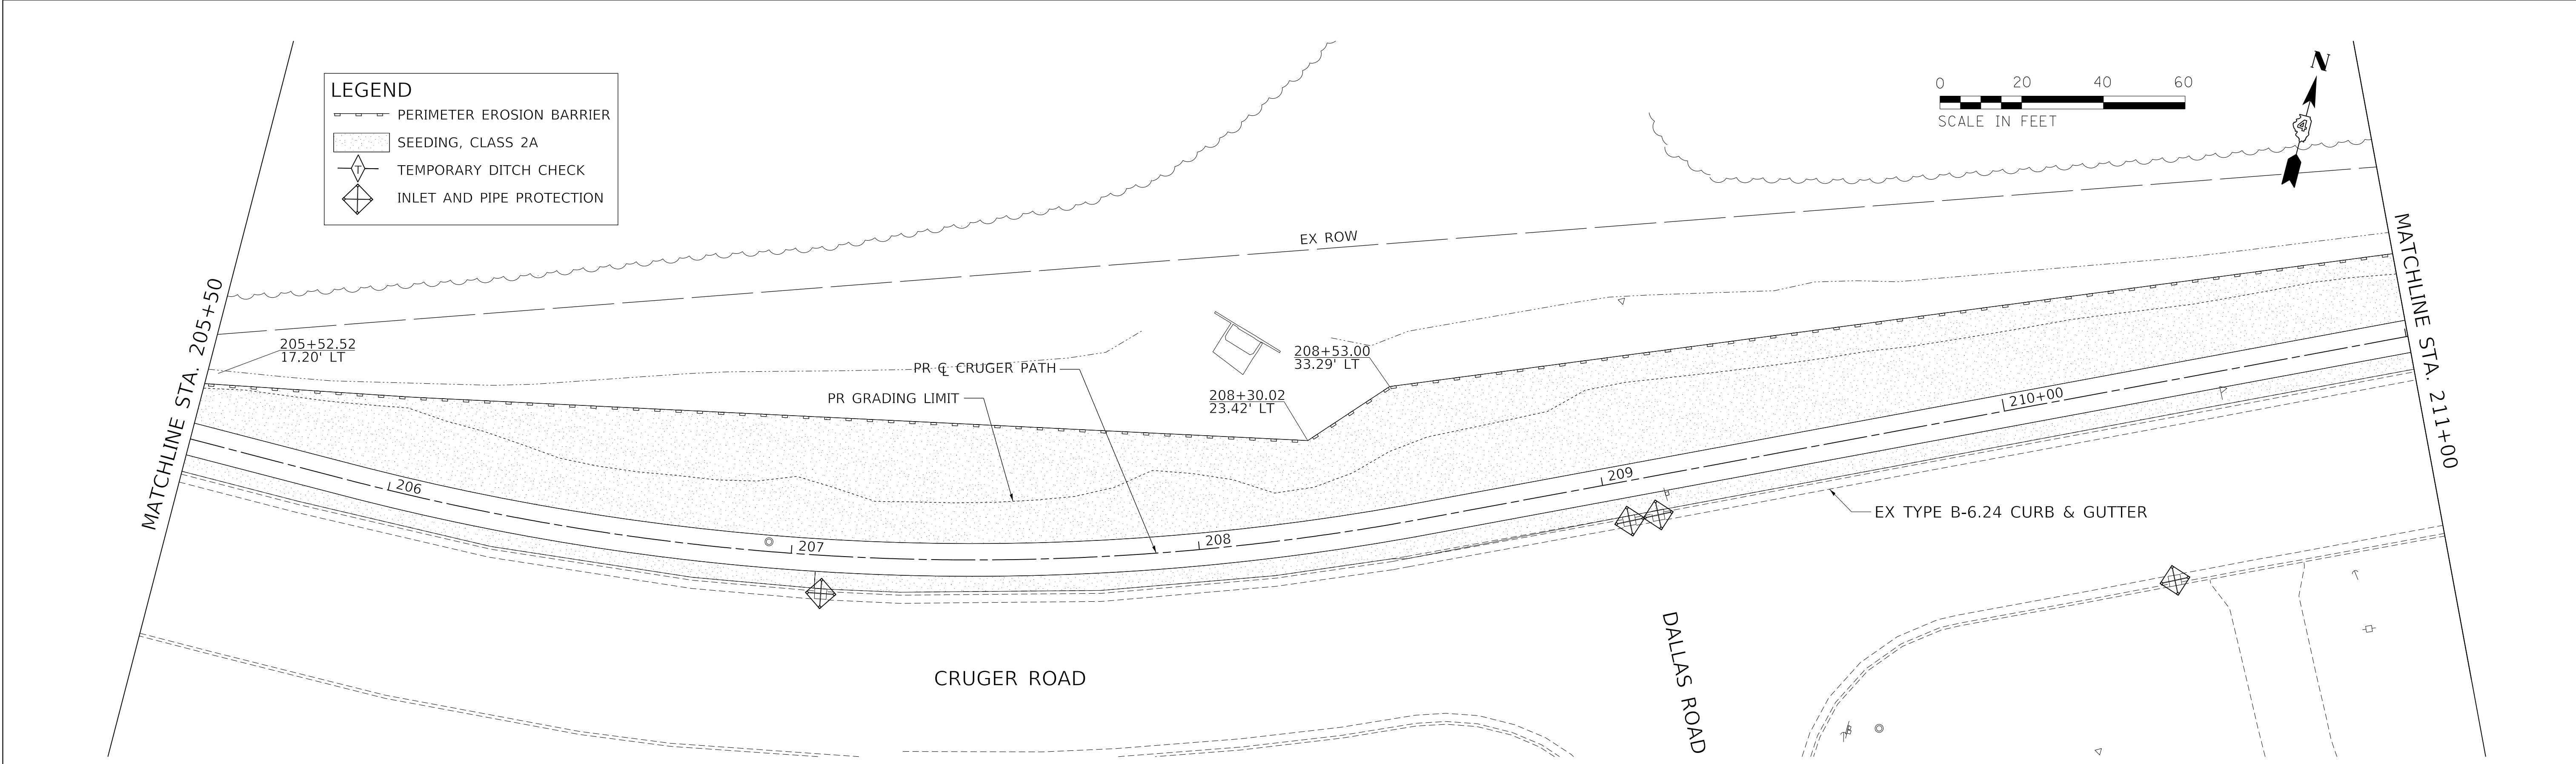 LEGEND
PERIMETER EROSION BARRIER
SEEDING, CLASS 2A
T
TEMPORARY DITCH CHECK
INLET AND PIPE PROTECTION
0 20 40 60
SCALE IN FEET
N
4
MATCHLINE STA. 205+50
MATCHLINE STA. 211+00
EX ROW
205+52.52
17.20' LT
PR ℄ CRUGER PATH
PR GRADING LIMIT
208+53.00
33.29' LT
208+30.02
23.42' LT
206
207
208
209
210+00
EX TYPE B-6.24 CURB & GUTTER
CRUGER ROAD
DALLAS ROAD